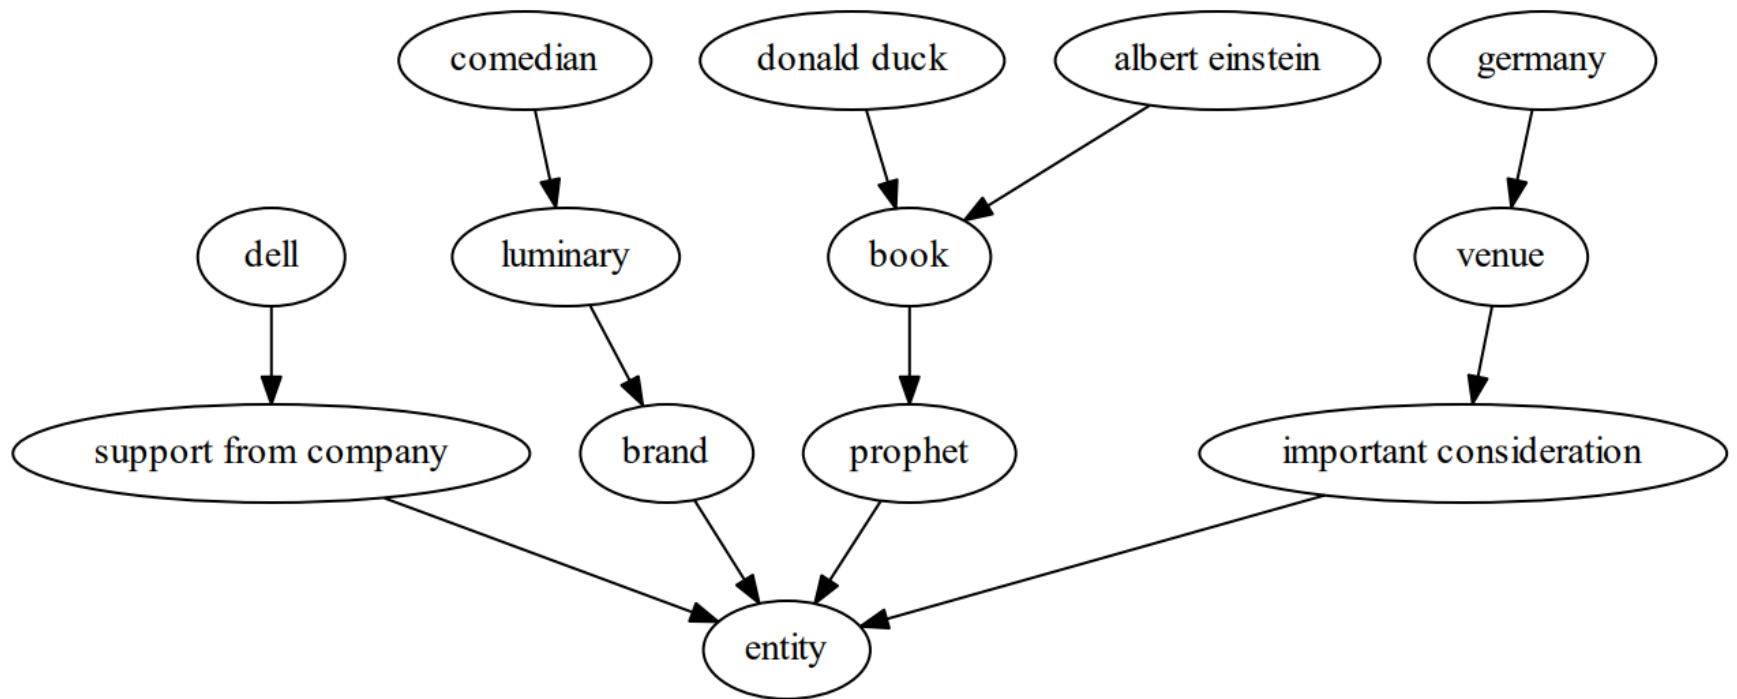 comedian
donald duck
albert einstein
germany
dell
luminary
book
venue
support from company
brand
prophet
important consideration
entity